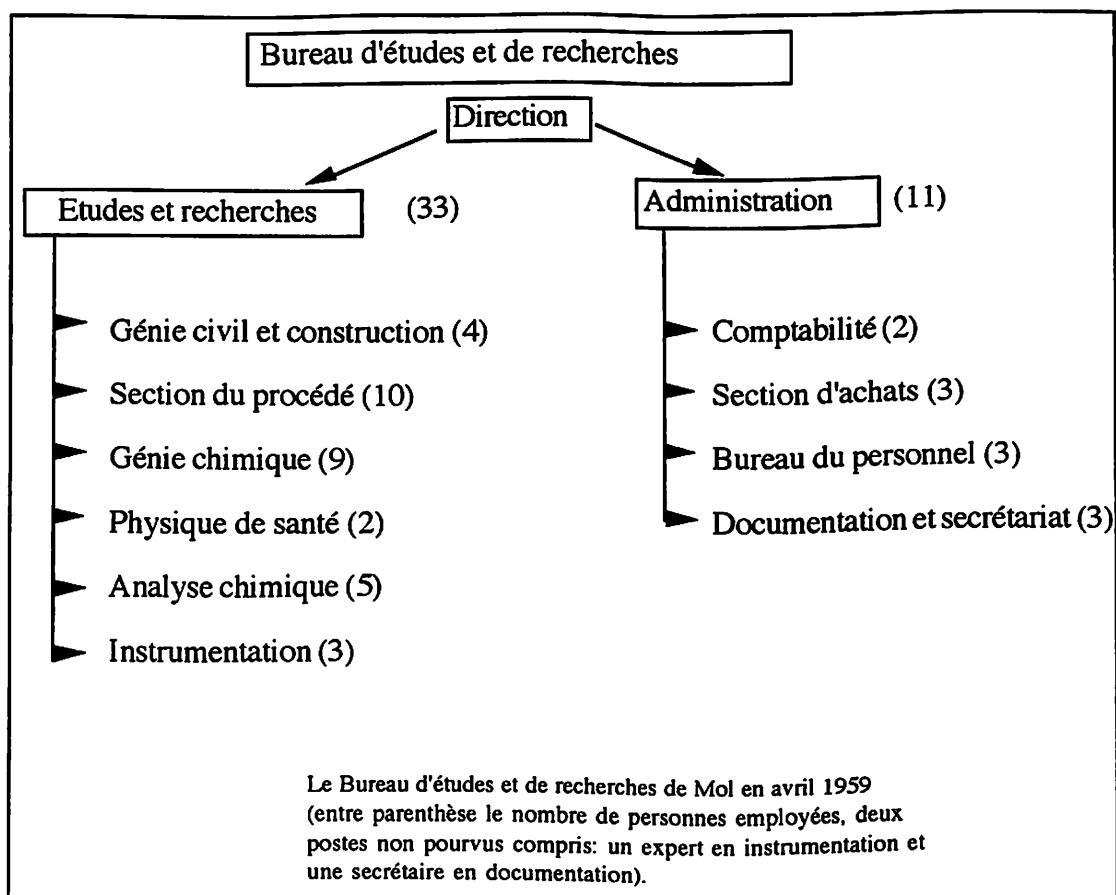 Bureau d'études et de recherches
Direction
Etudes et recherches (33)
Génie civil et construction (4)
Section du procédé (10)
Génie chimique (9)
Physique de santé (2)
Analyse chimique (5)
Instrumentation (3)
Administration (11)
Comptabilité (2)
Section d'achats (3)
Bureau du personnel (3)
Documentation et secrétariat (3)
Le Bureau d'études et de recherches de Mol en avril 1959
(entre parenthèse le nombre de personnes employées, deux
postes non pourvus compris: un expert en instrumentation et
une secrétaire en documentation).